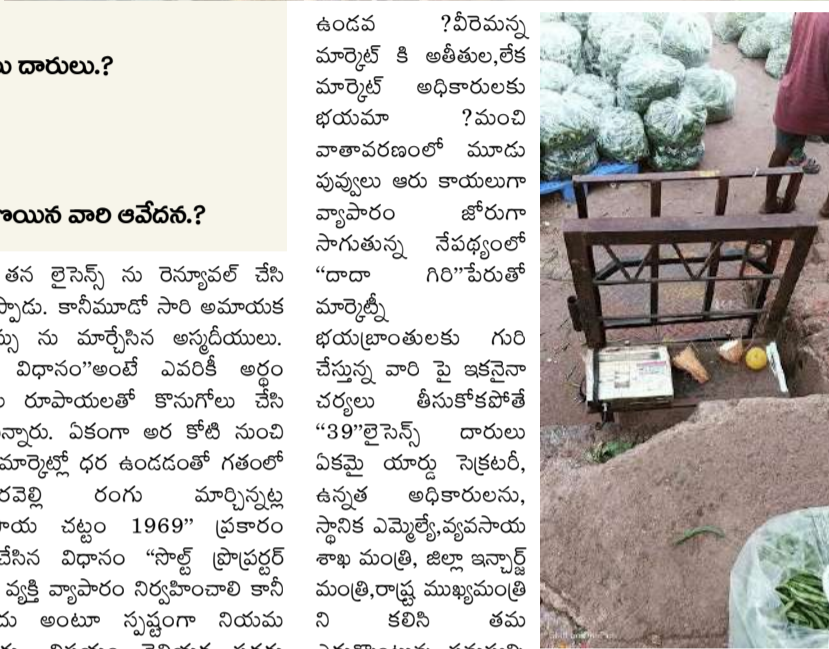 దారులు.?
వారి ఆవేదన.?
తన లైసెన్స్ ను రెన్యూవల్ చేసి
కానీమూడో సారి అమాయక
ను మార్చేసిన అస్మదీయులు.
విధానం”అంటే ఎవరికీ అర్థం
రూపాయలతో కొనుగోలు చేసి
ఏకంగా అర కోటి నుంచి
మార్కెట్లో ధర ఉండడంతో గతంలో
రంగు మార్చిన్నట్ల
చట్టం 1969” ప్రకారం
చేసిన విధానం “సొల్ట్ ప్రొప్రర్టర్
వ్యక్తి వ్యాపారం నిర్వహించాలి కానీ
అంటూ స్పష్టంగా నియమ
ఉండవ ?వీరెమన్న
మార్కెట్ కి అతీతుల,లేక
మార్కెట్ అధికారులకు
భయమా ?మంచి
వాతావరణంలో మూడు
పువ్వులు ఆరు కాయలుగా
వ్యాపారం జోరుగా
సాగుతున్న నేపథ్యంలో
“దాదా గిరి”పేరుతో
మార్కెట్నీ
భయబ్రాంతులకు గురి
చేస్తున్న వారి పై ఇకనైనా
చర్యలు తీసుకోకపోతే
“39”లైసెన్స్ దారులు
ఏకమై యార్డు సెక్రటరీ,
ఉన్నత అధికారులను,
స్థానిక ఎమ్మెల్యే,వ్యవసాయ
శాఖ మంత్రి, జిల్లా ఇన్చార్జ్
మంత్రి,రాష్ట్ర ముఖ్యమంత్రి
ని కలిసి తమ